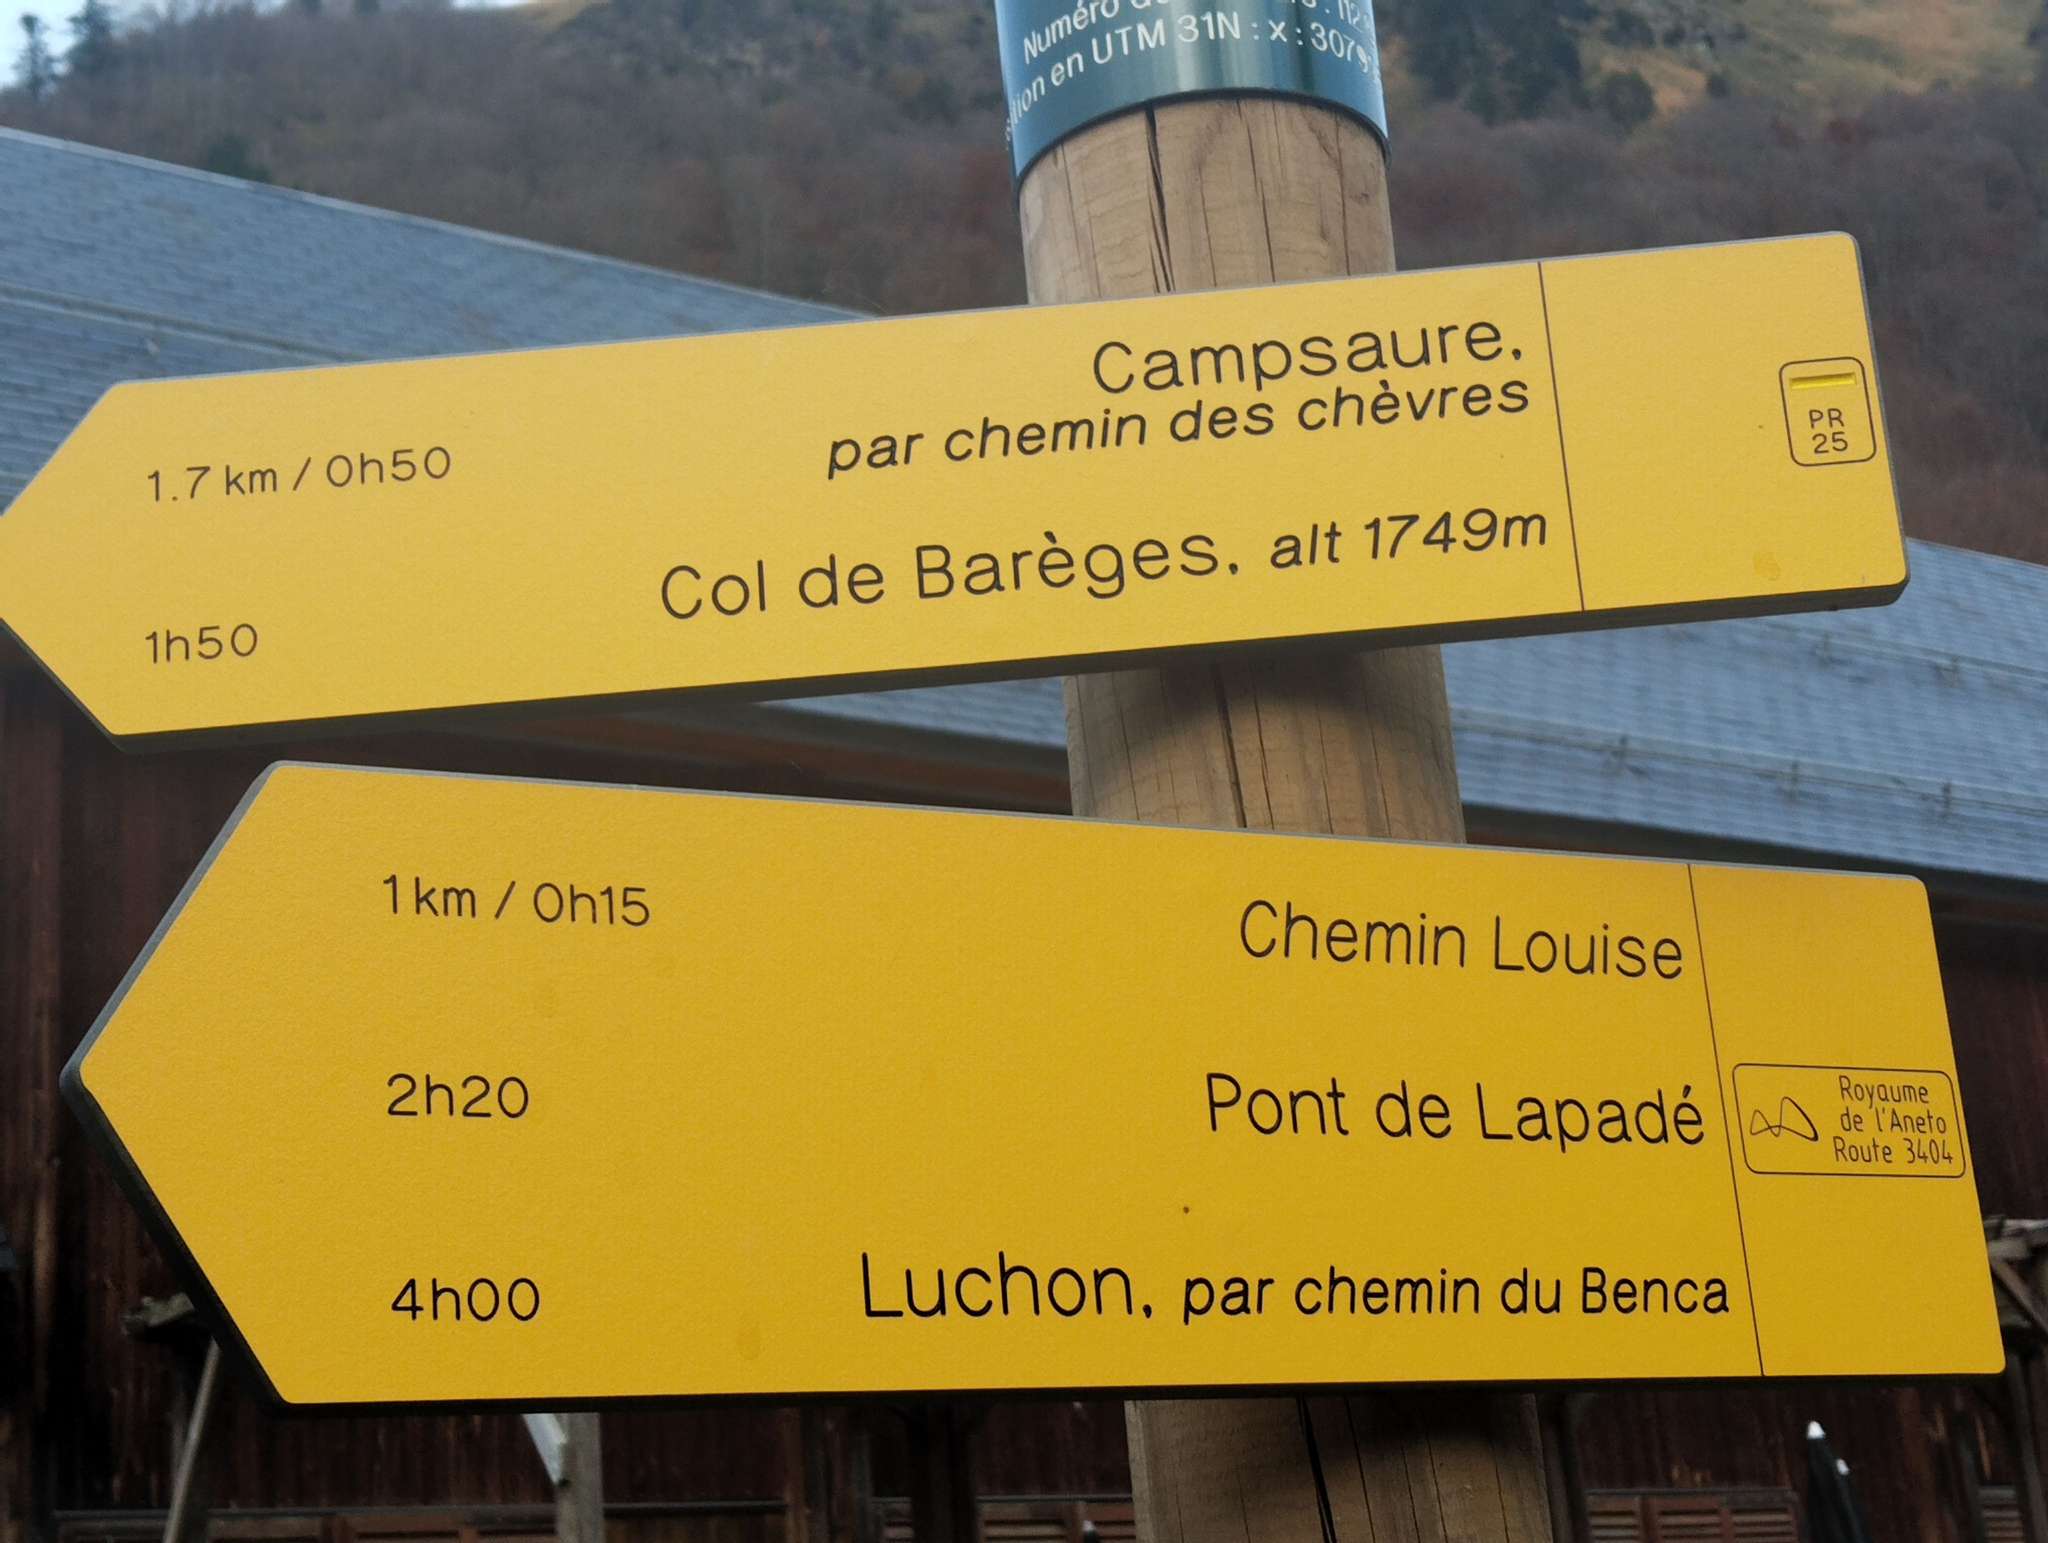 Numéro
en UTM 31N : x : 3079
Campsaure,
par chemin des chèvres
1.7 km / 0h50
Col de Barèges, alt 1749m
1h50
PR
25
1 km / 0h15
Chemin Louise
2h20
Pont de Lapadé
4h00
Luchon, par chemin du Benca
Royaume
de l'Aneto
Route 3404